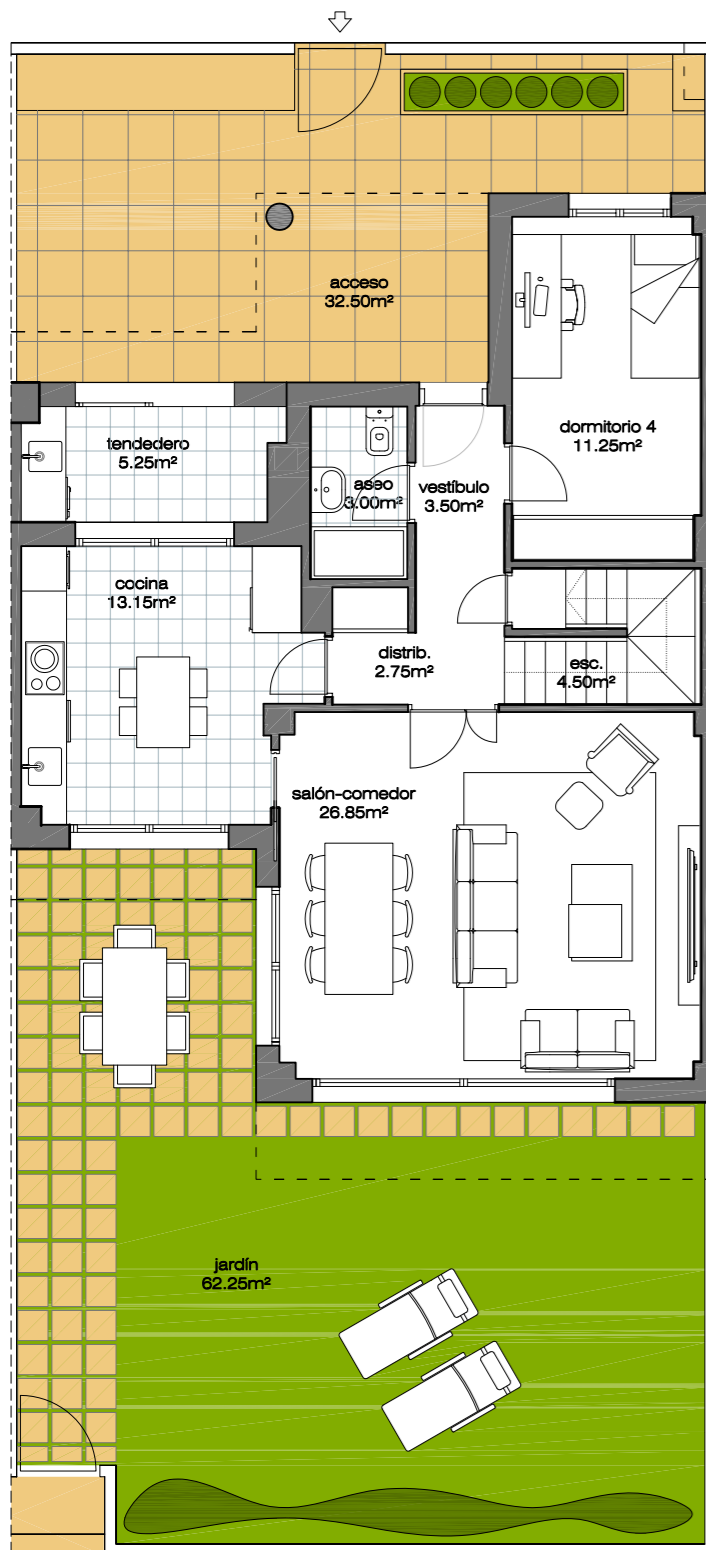 acceso
32.50m²
dormitorio 4
11.25m²
tendedero
5.25m²
aseo
3.00m²
vestíbulo
3.50m²
cocina
13.15m²
distrib.
2.75m²
esc.
4.50m²
salón-comedor
26.85m²
jardín
62.25m²